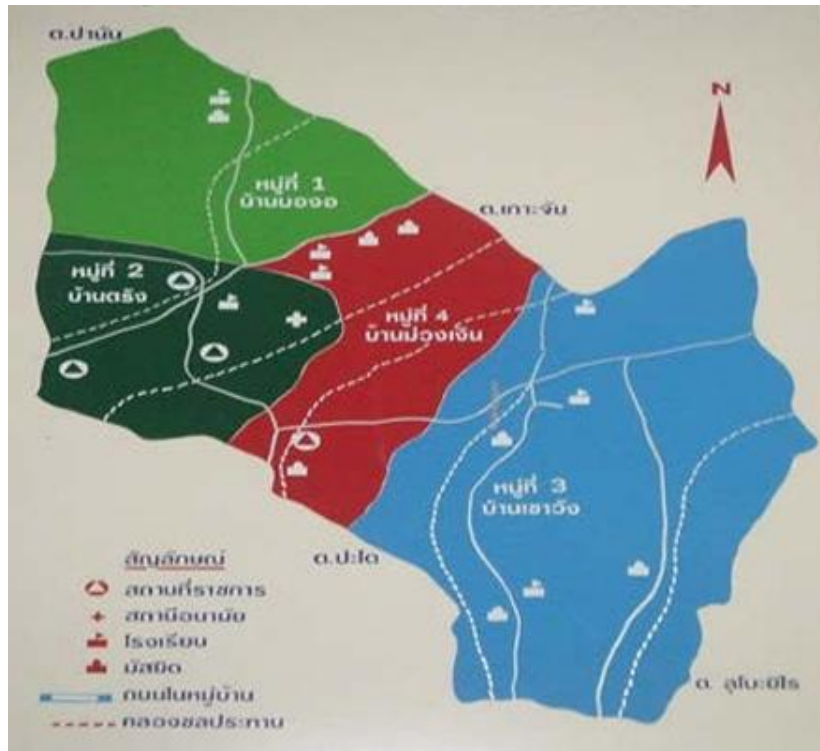 ต.ปานัน
N
หมู่ที่ 1
บ้านบองอ
ต.เกาะจัน
หมู่ที่ 2
บ้านตรัง
หมู่ที่ 4
บ้านม่วงเงิน
หมู่ที่ 3
บ้านเขาวัง
ต.ปะโด
สัญลักษณ์
สถานที่ราชการ
สถานีอนามัย
โรงเรียน
มัสยิด
ถนนในหมู่บ้าน
คลองชลประทาน
ต. ลุโบะยิไร